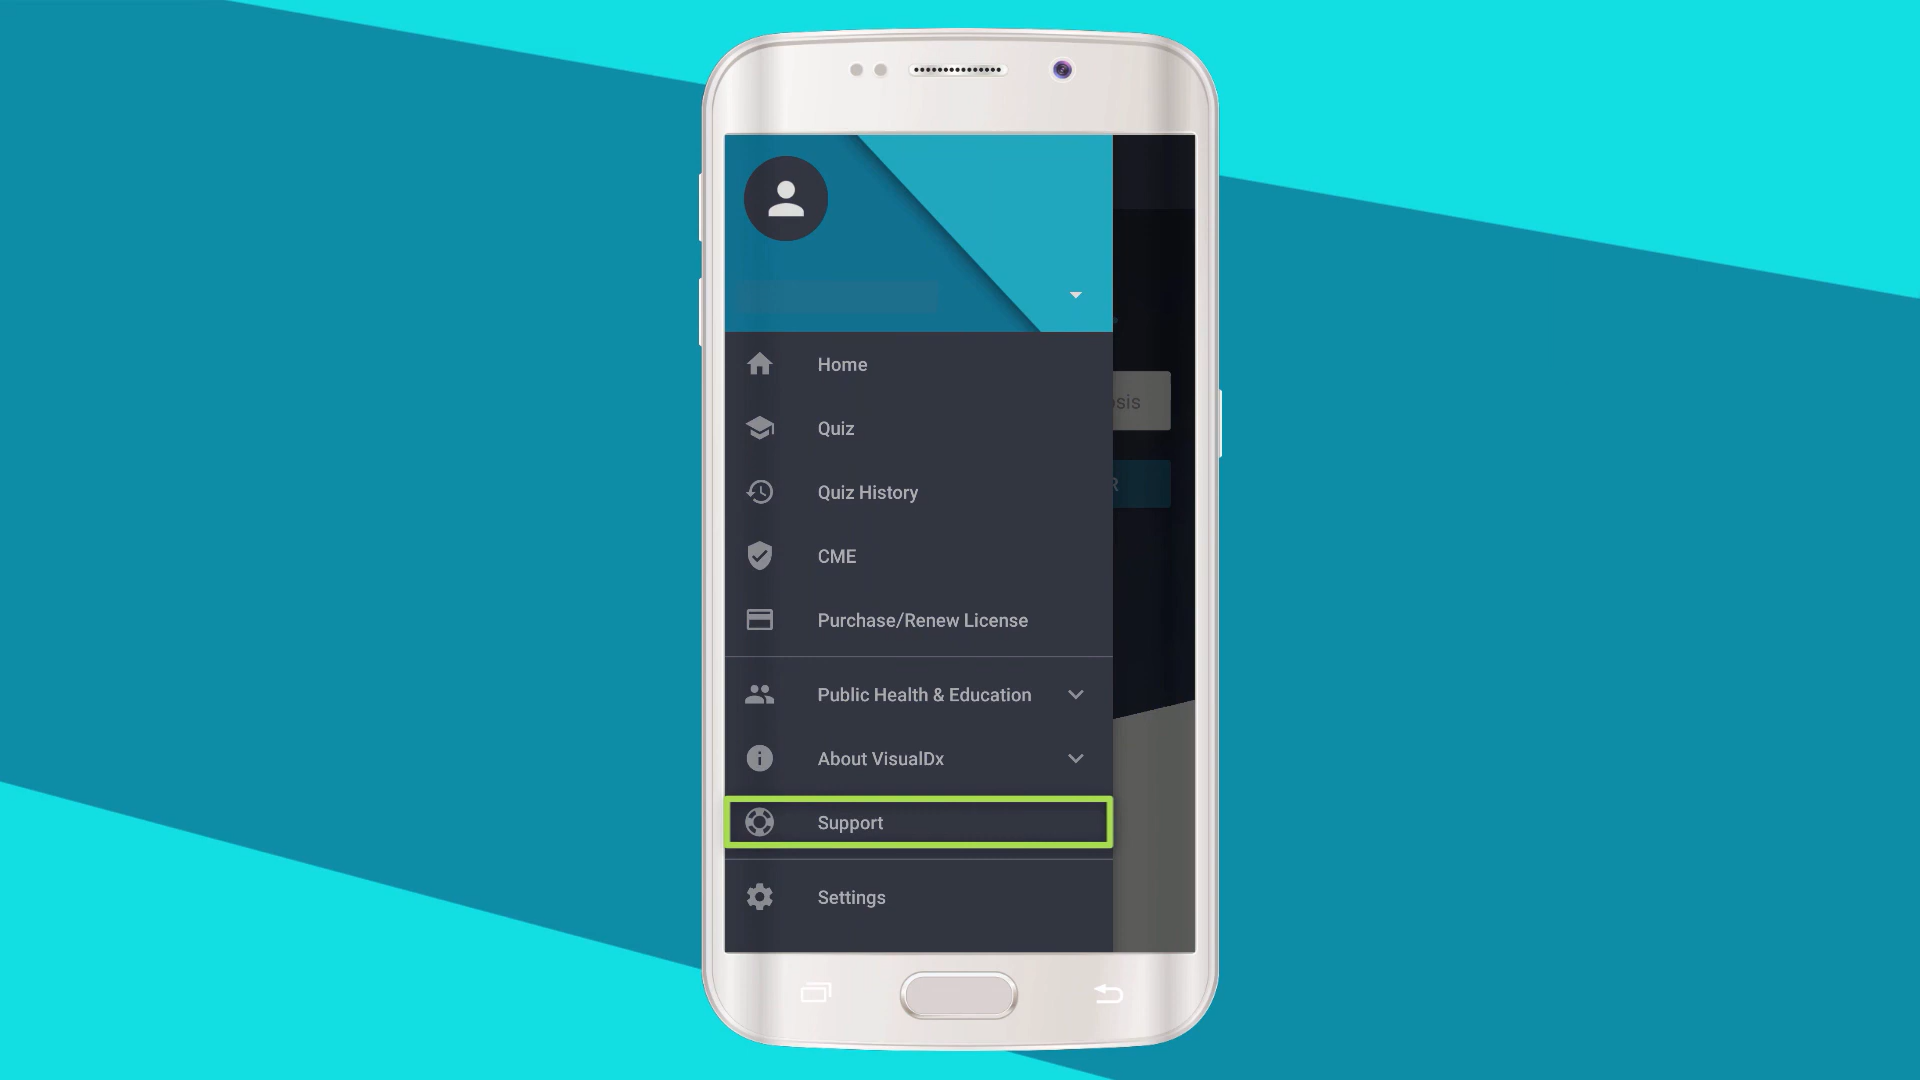 Home
Quiz
Quiz History
CME
Purchase/Renew License
Public Health & Education
About VisualDx
Support
Settings